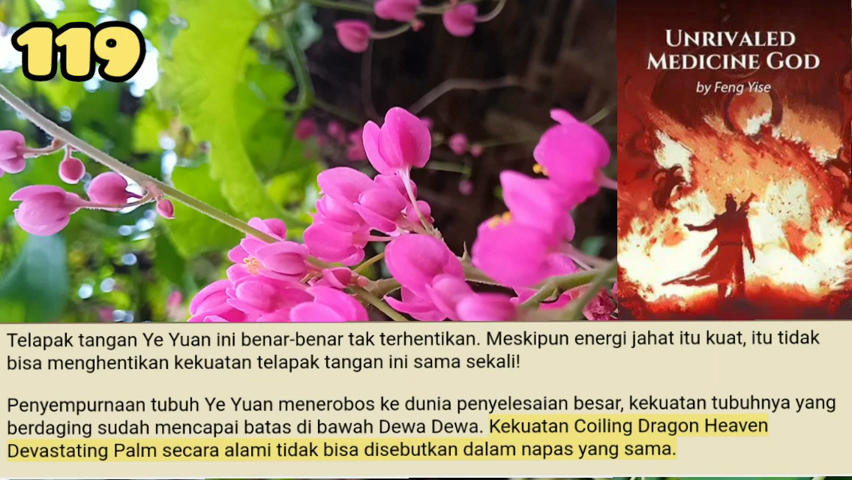 119
UNRIVALED
MEDICINE GOD
by Feng Yise
Telapak tangan Ye Yuan ini benar-benar tak terhentikan. Meskipun energi jahat itu kuat, itu tidak
bisa menghentikan kekuatan telapak tangan ini sama sekali!
Penyempurnaan tubuh Ye Yuan menerobos ke dunia penyelesaian besar, kekuatan tubuhnya yang
berdaging sudah mencapai batas di bawah Dewa Dewa. Kekuatan Coiling Dragon Heaven
Devastating Palm secara alami tidak bisa disebutkan dalam napas yang sama.